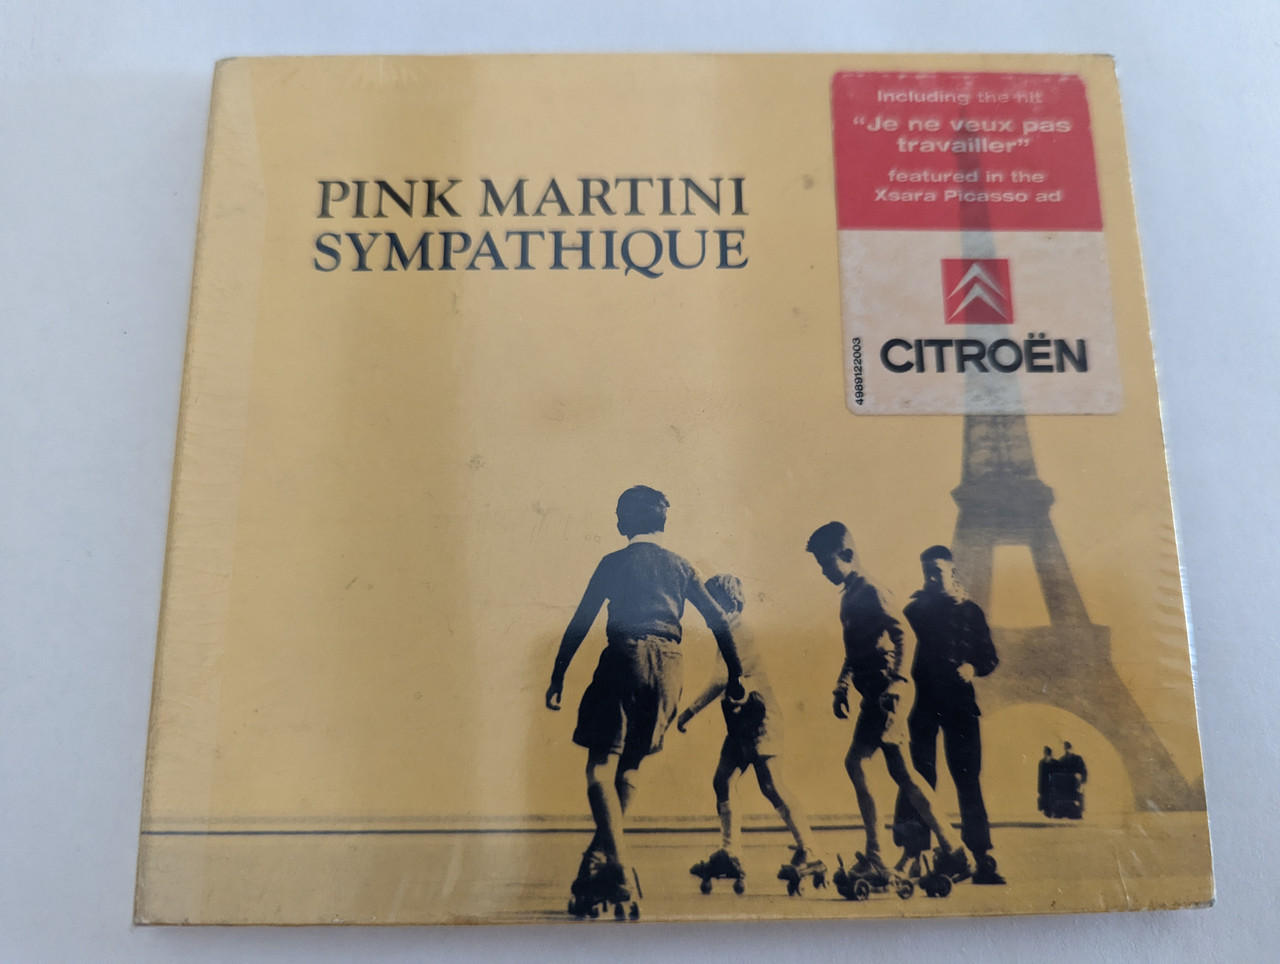 PINK MARTINI
SYMPATHIQUE
Including the hit
“Je ne veux pas
travailler”
featured in the
Xsara Picasso ad
CITROËN
4989122003